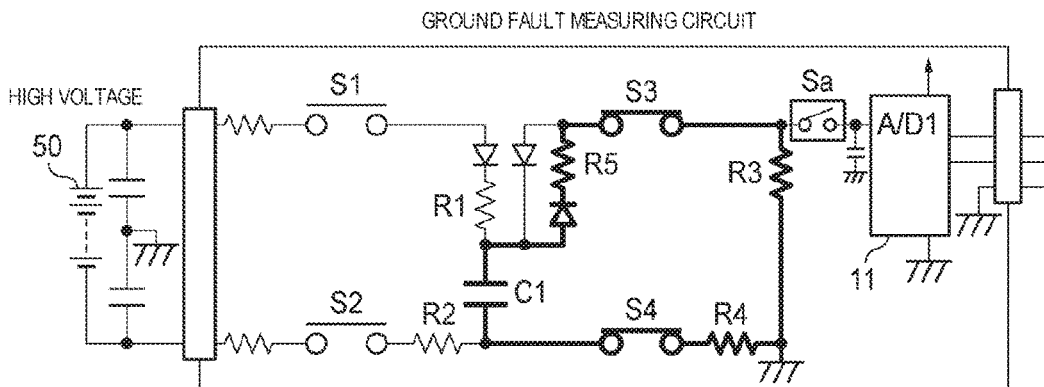 GROUND FAULT MEASURING CIRCUIT
HIGH VOLTAGE
50
S1
S3
Sa
A/D1
R5
R3
R1
C1
11
S2
R2
S4
R4